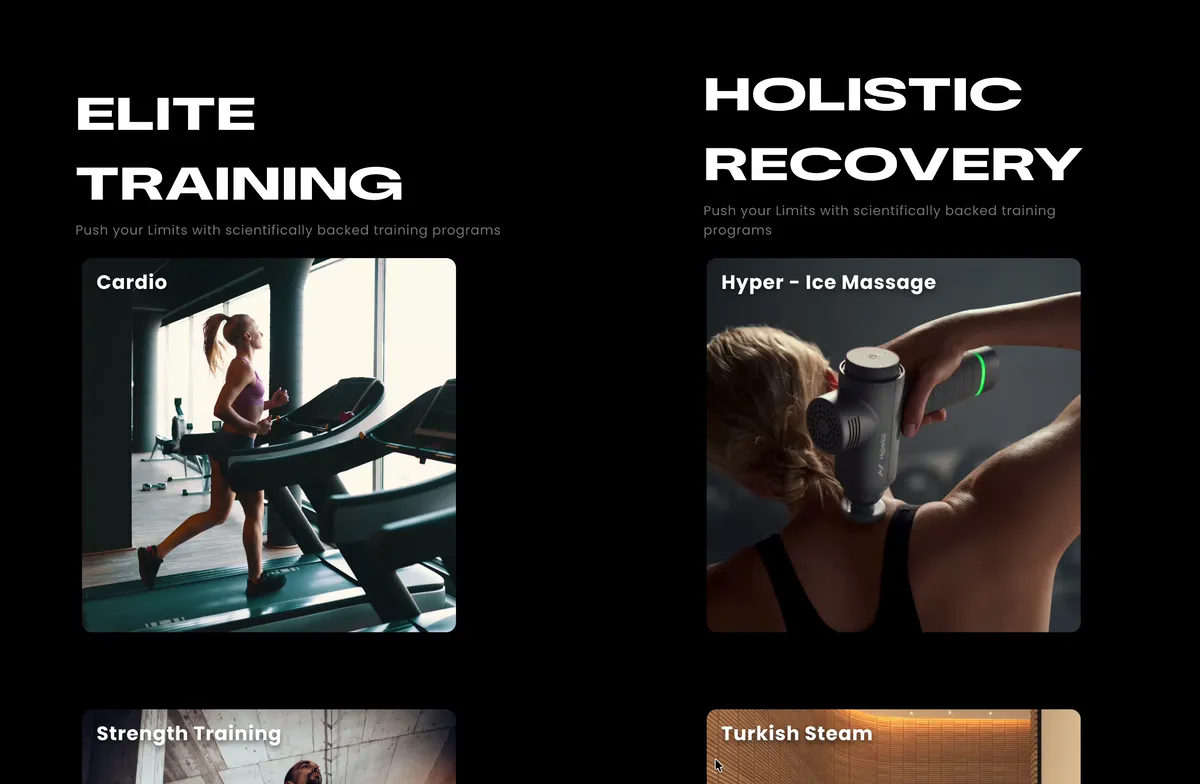 ELITE
TRAINING
Push your Limits with scientifically backed training programs
Cardio
Strength Training
HOLISTIC
RECOVERY
Push your Limits with scientifically backed training
programs
Hyper - Ice Massage
Hyperice
Turkish Steam